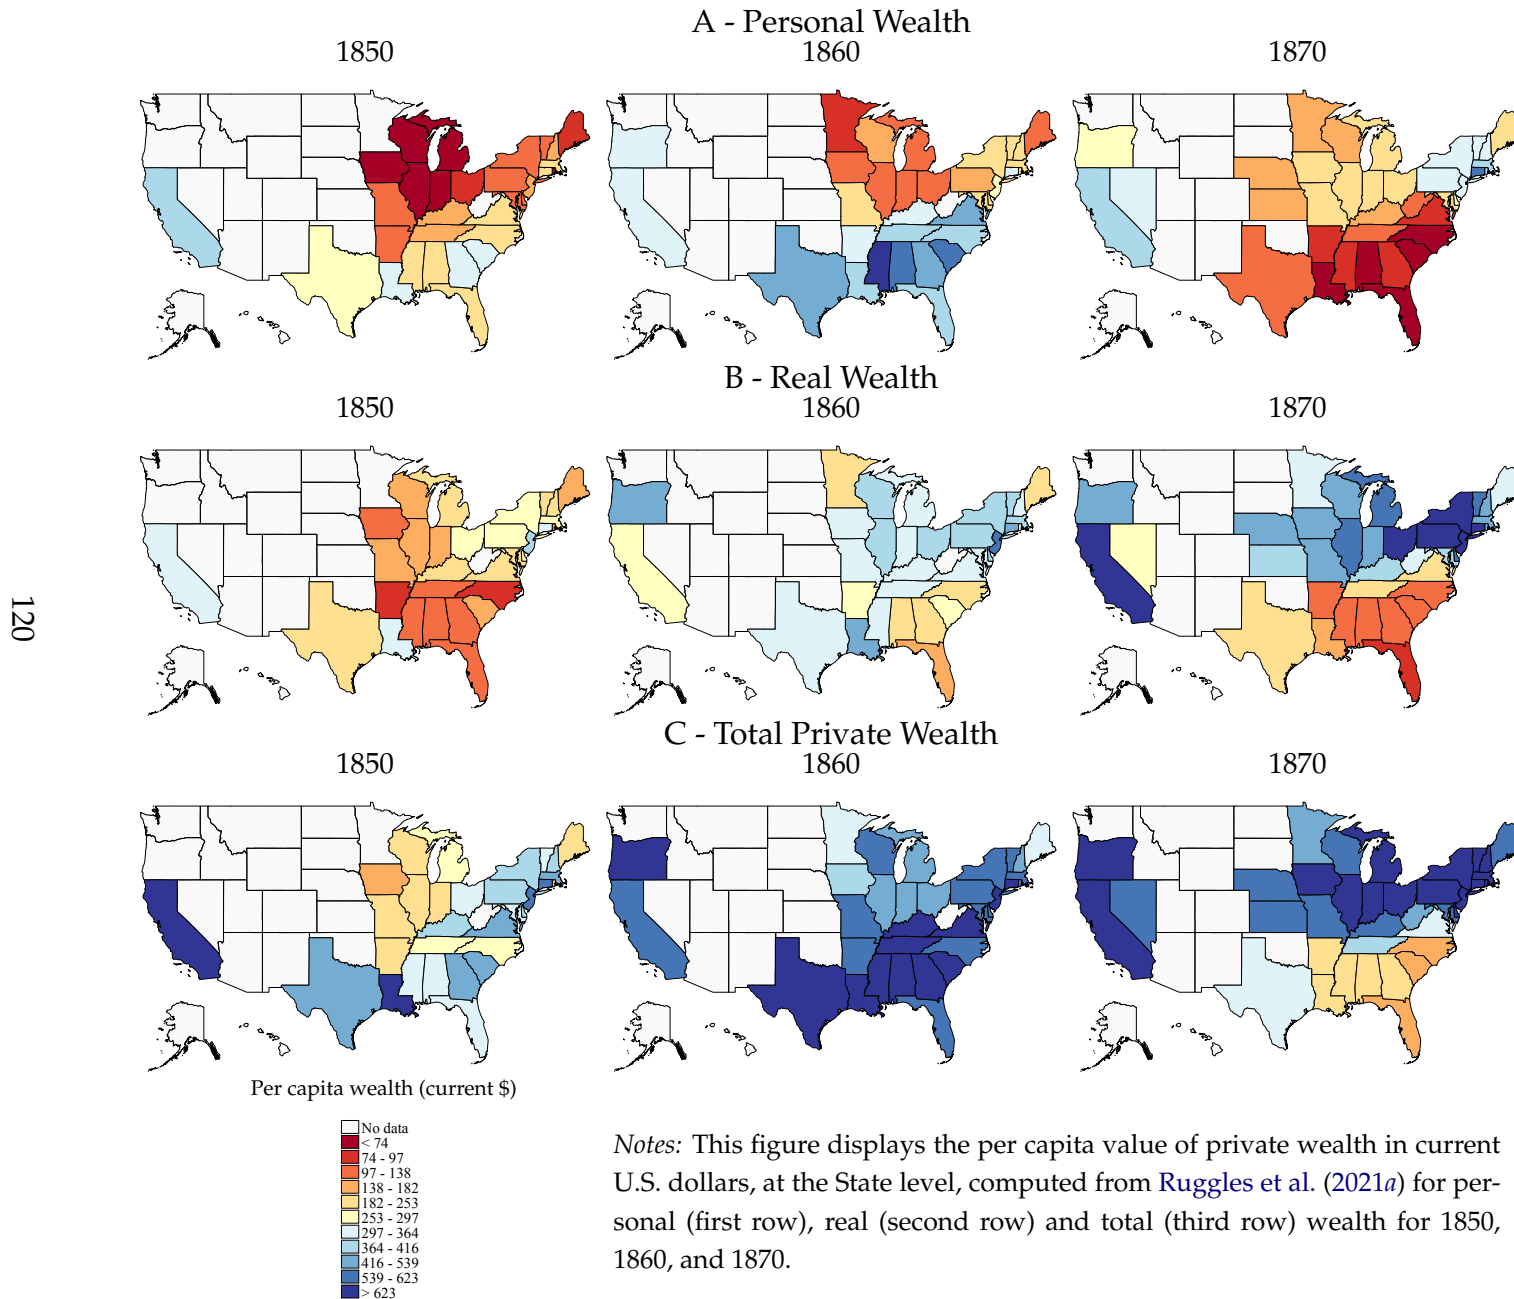 A - Personal Wealth
1850
1860
1870
B - Real Wealth
1850
1860
1870
C - Total Private Wealth
1850
1860
1870
120
Per capita wealth (current $)
No data
< 74
74 - 97
97 - 138
138 - 182
182 - 253
253 - 297
297 - 364
364 - 416
416 - 539
539 - 623
> 623
Notes: This figure displays the per capita value of private wealth in current
U.S. dollars, at the State level, computed from Ruggles et al. (2021a) for per-
sonal (first row), real (second row) and total (third row) wealth for 1850,
1860, and 1870.